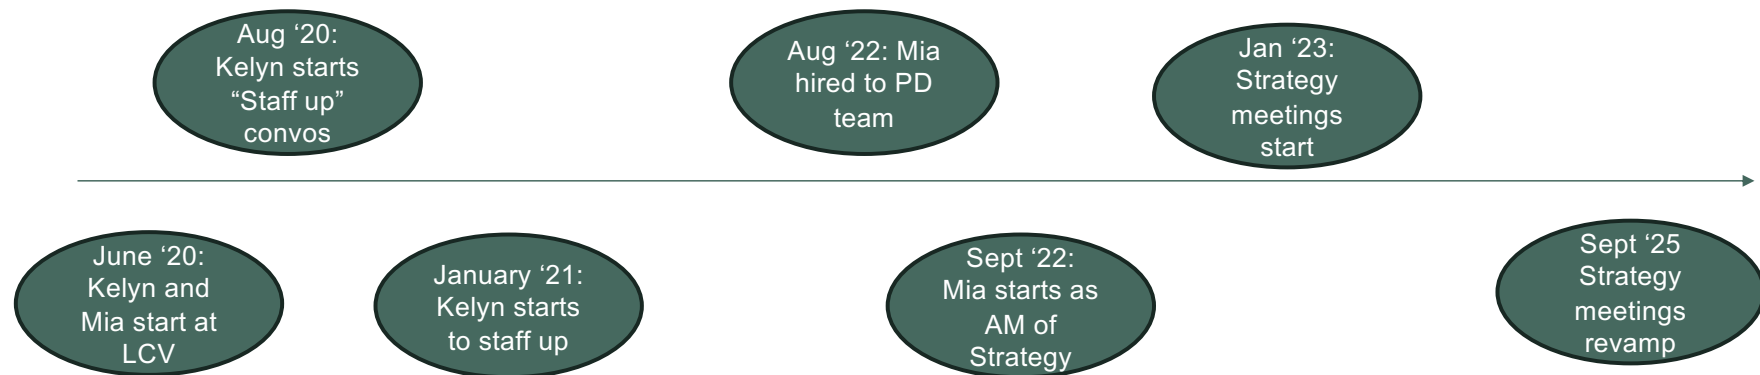 Aug ‘20:
Kelyn starts
“Staff up”
convos
Aug ‘22: Mia
hired to PD
team
Jan ‘23:
Strategy
meetings
start
June ‘20:
Kelyn and
Mia start at
LCV
January ‘21:
Kelyn starts
to staff up
Sept ‘22:
Mia starts as
AM of
Strategy
Sept ‘25
Strategy
meetings
revamp